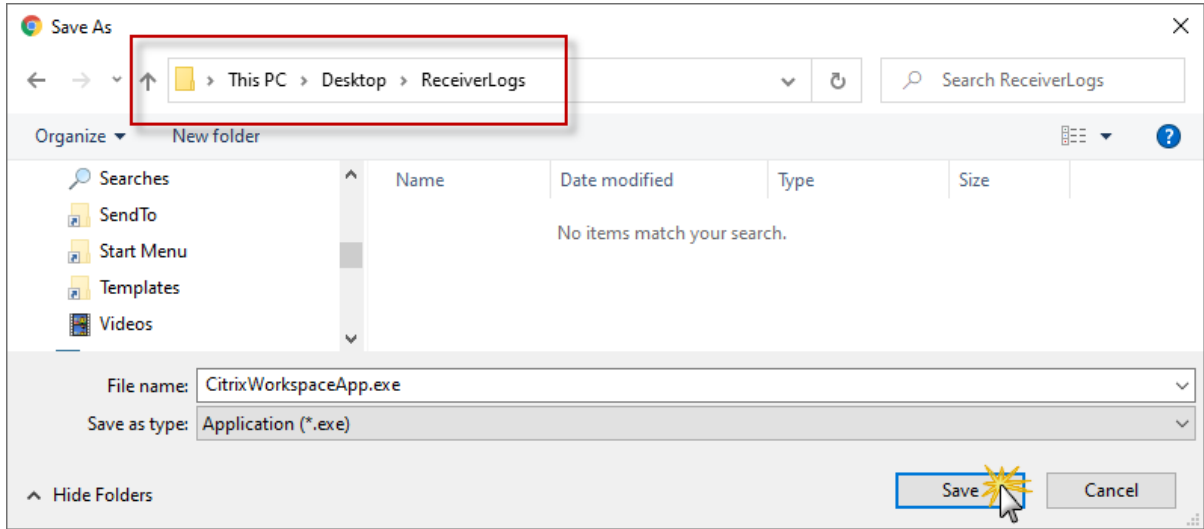 Save As
This PC > Desktop > ReceiverLogs
Search ReceiverLogs
Organize New folder
Searches
SendTo
Start Menu
Templates
Videos
Name Date modified Type Size
No items match your search.
File name: CitrixWorkspaceApp.exe
Save as type: Application (*.exe)
Hide Folders Save Cancel